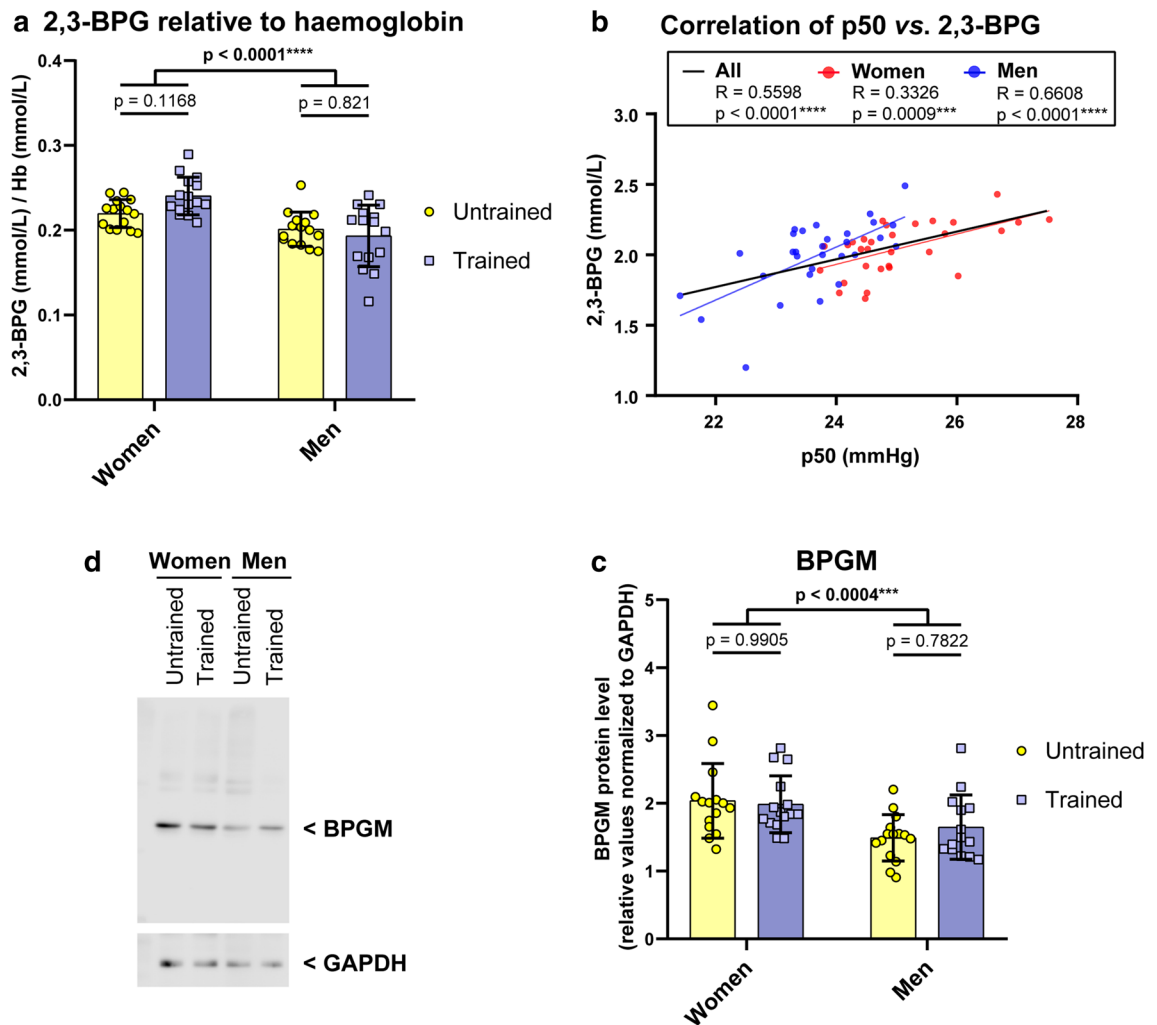 a 2,3-BPG relative to haemoglobin
p < 0.0001****
p = 0.1168
p = 0.821
2,3-BPG (mmol/L) / Hb (mmol/L)
0.4
0.3
0.2
0.1
0.0
Women
Men
Untrained
Trained
b Correlation of p50 vs. 2,3-BPG
All Women Men
R = 0.5598 R = 0.3326 R = 0.6608
p < 0.0001**** p = 0.0009*** p < 0.0001****
2,3-BPG (mmol/L)
3.0
2.5
2.0
1.5
1.0
22 24 26 28
p50 (mmHg)
d
Women Men
Untrained
Trained
Untrained
Trained
< BPGM
< GAPDH
c BPGM
p < 0.0004***
p = 0.9905
p = 0.7822
BPGM protein level
(relative values normalized to GAPDH)
5
4
3
2
1
0
Women
Men
Untrained
Trained